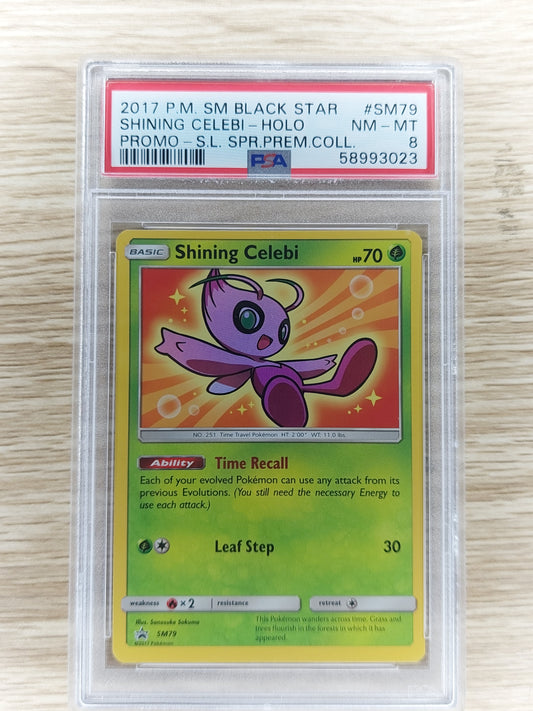 2017 P.M. SM BLACK STAR #SM79
SHINING CELEBI - HOLO NM - MT
PROMO - S.L. SPR.PREM.COLL. 8
PSA 58993023
BASIC Shining Celebi HP 70
NO. 251 Time Travel Pokémon HT: 2'00" WT: 11.0 lbs.
Ability Time Recall
Each of your evolved Pokémon can use any attack from its
previous Evolutions. (You still need the necessary Energy to
use each attack.)
Leaf Step 30
weakness ×2 resistance retreat
Illus. Sanosuke Sakuma
SM79
©2017 Pokémon
This Pokémon wanders across time. Grass and
trees flourish in the forests in which it has
appeared.